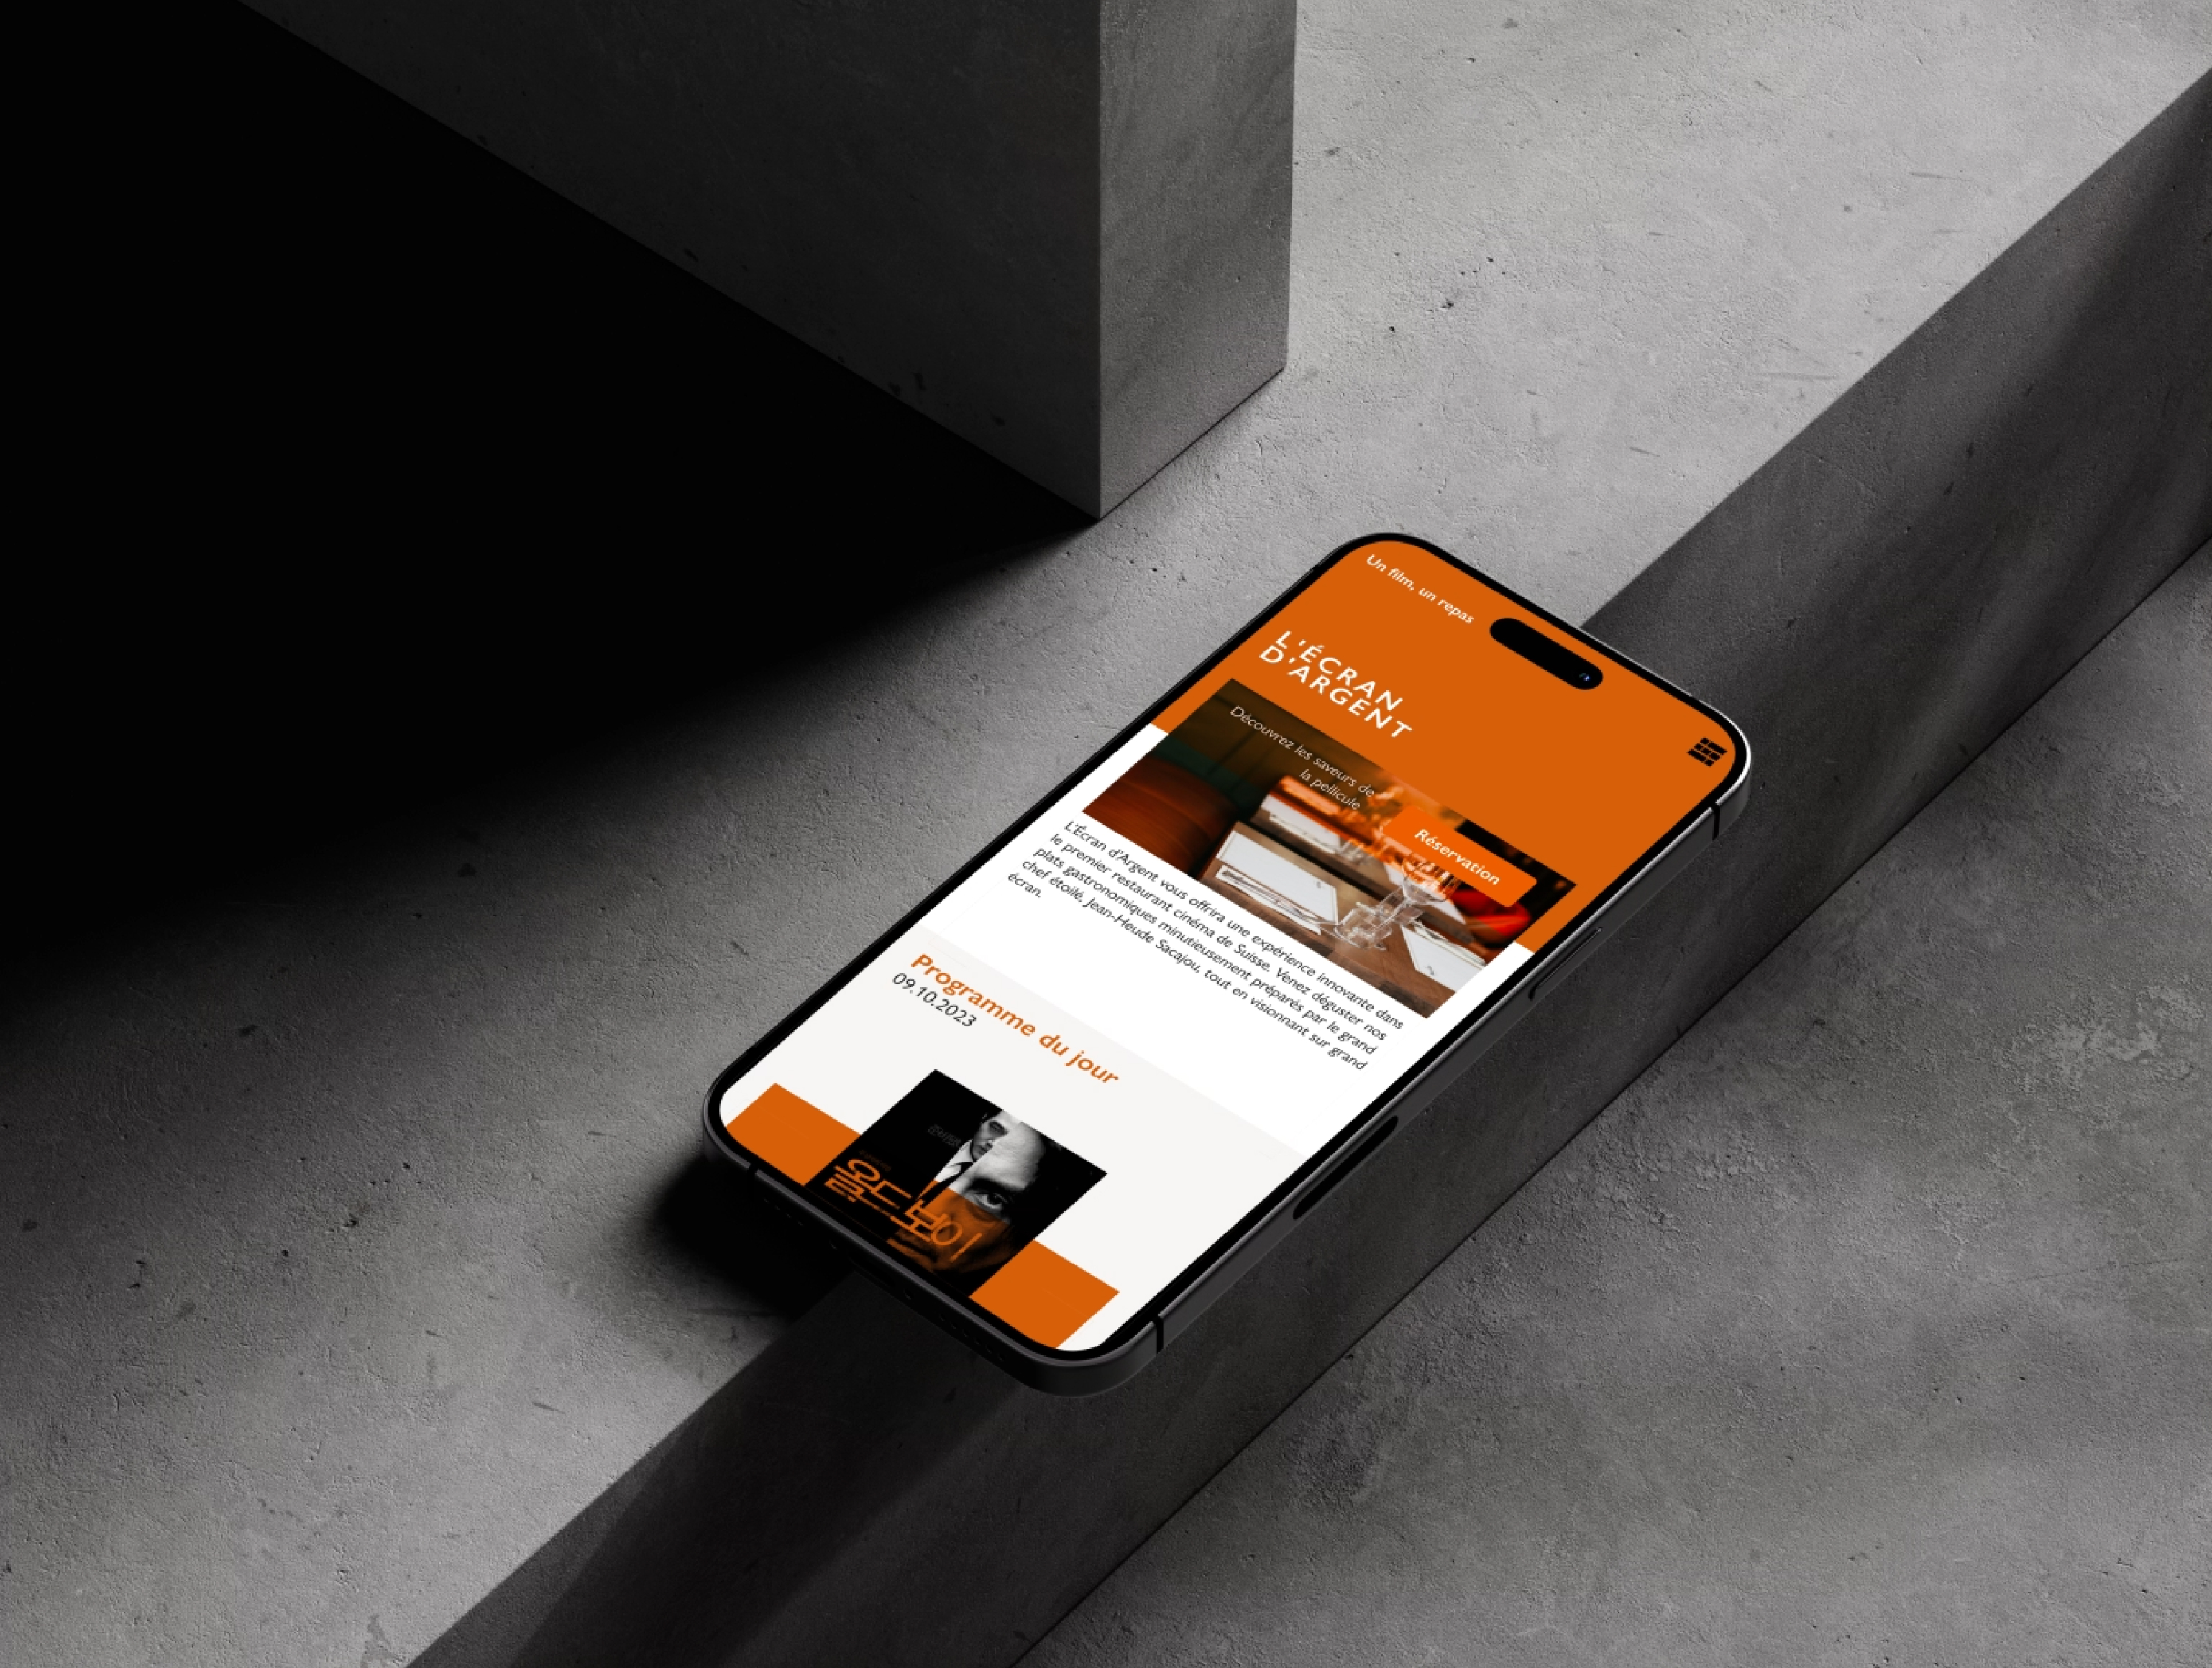 Un film, un repas
L'ÉCRAN
D'ARGENT
Découvrez les saveurs de
la pellicule
Réservation
L'Écran d'Argent vous offrira une expérience innovante dans
le premier restaurant cinéma de Suisse. Venez déguster nos
plats gastronomiques minutieusement préparés par le grand
chef étoilé, Jean-Heude Sacajou, tout en visionnant sur grand
écran.
Programme du jour
09.10.2023
올드보이